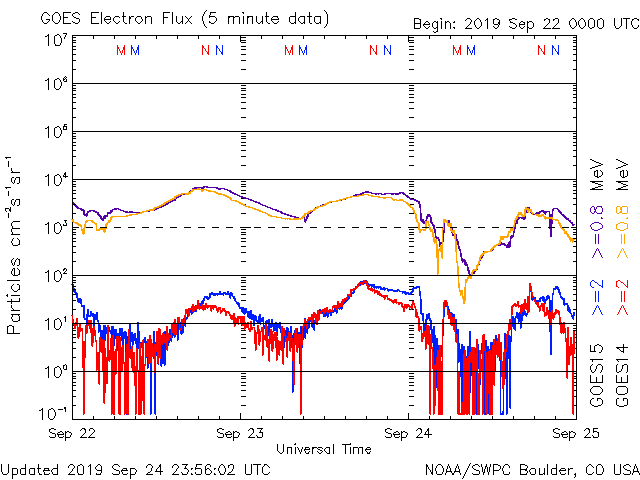 GOES Electron Flux (5 minute data)
Begin: 2019 Sep 22 0000 UTC
10⁷
M M N N M M N N M M N N
10⁶
10⁵
10⁴
10³
10²
10¹
10⁰
10⁻¹
Particles cm⁻²s⁻¹sr⁻¹
Sep 22 Sep 23 Sep 24 Sep 25
Universal Time
GOES15 >=2 >=0.8 MeV
GOES14 >=2 >=0.8 MeV
Updated 2019 Sep 24 23:56:02 UTC
NOAA/SWPC Boulder, CO USA